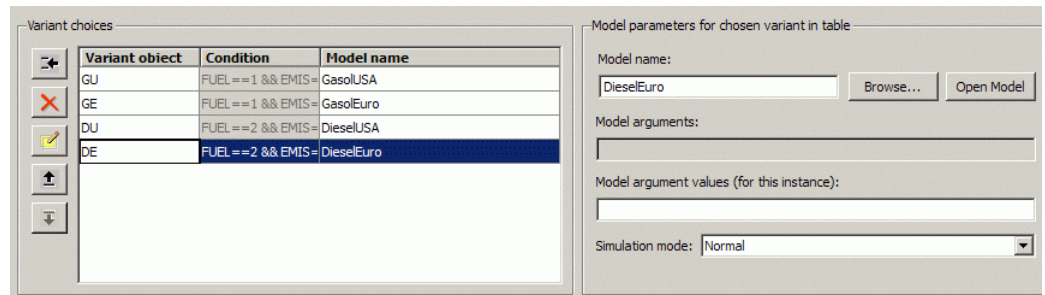 Variant choices
Variant object Condition Model name
GU FUEL==1 && EMIS= GasolUSA
GE FUEL==1 && EMIS= GasolEuro
DU FUEL==2 && EMIS= DieselUSA
DE FUEL==2 && EMIS= DieselEuro
Model parameters for chosen variant in table
Model name:
DieselEuro Browse... Open Model
Model arguments:
Model argument values (for this instance):
Simulation mode: Normal